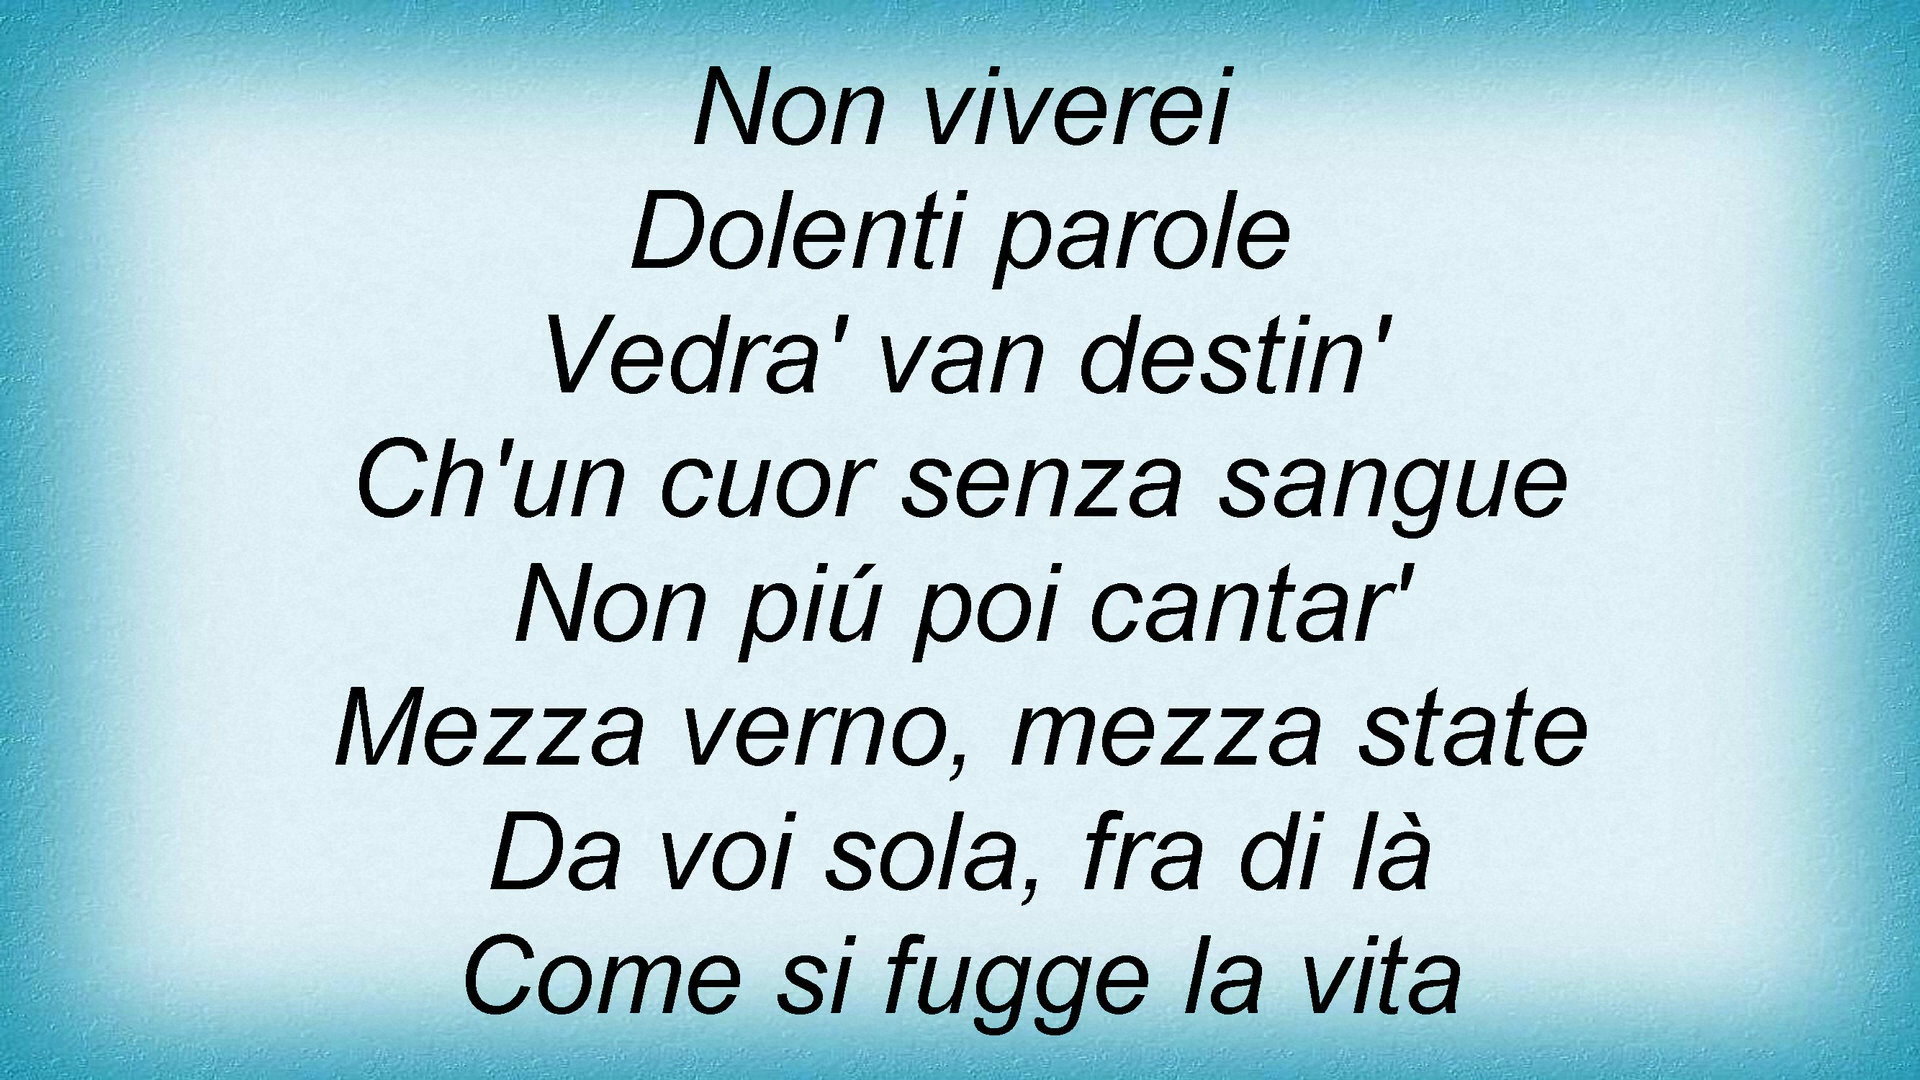 Non viverei
Dolenti parole
Vedra' van destin'
Ch'un cuor senza sangue
Non piú poi cantar'
Mezza verno, mezza state
Da voi sola, fra di là
Come si fugge la vita